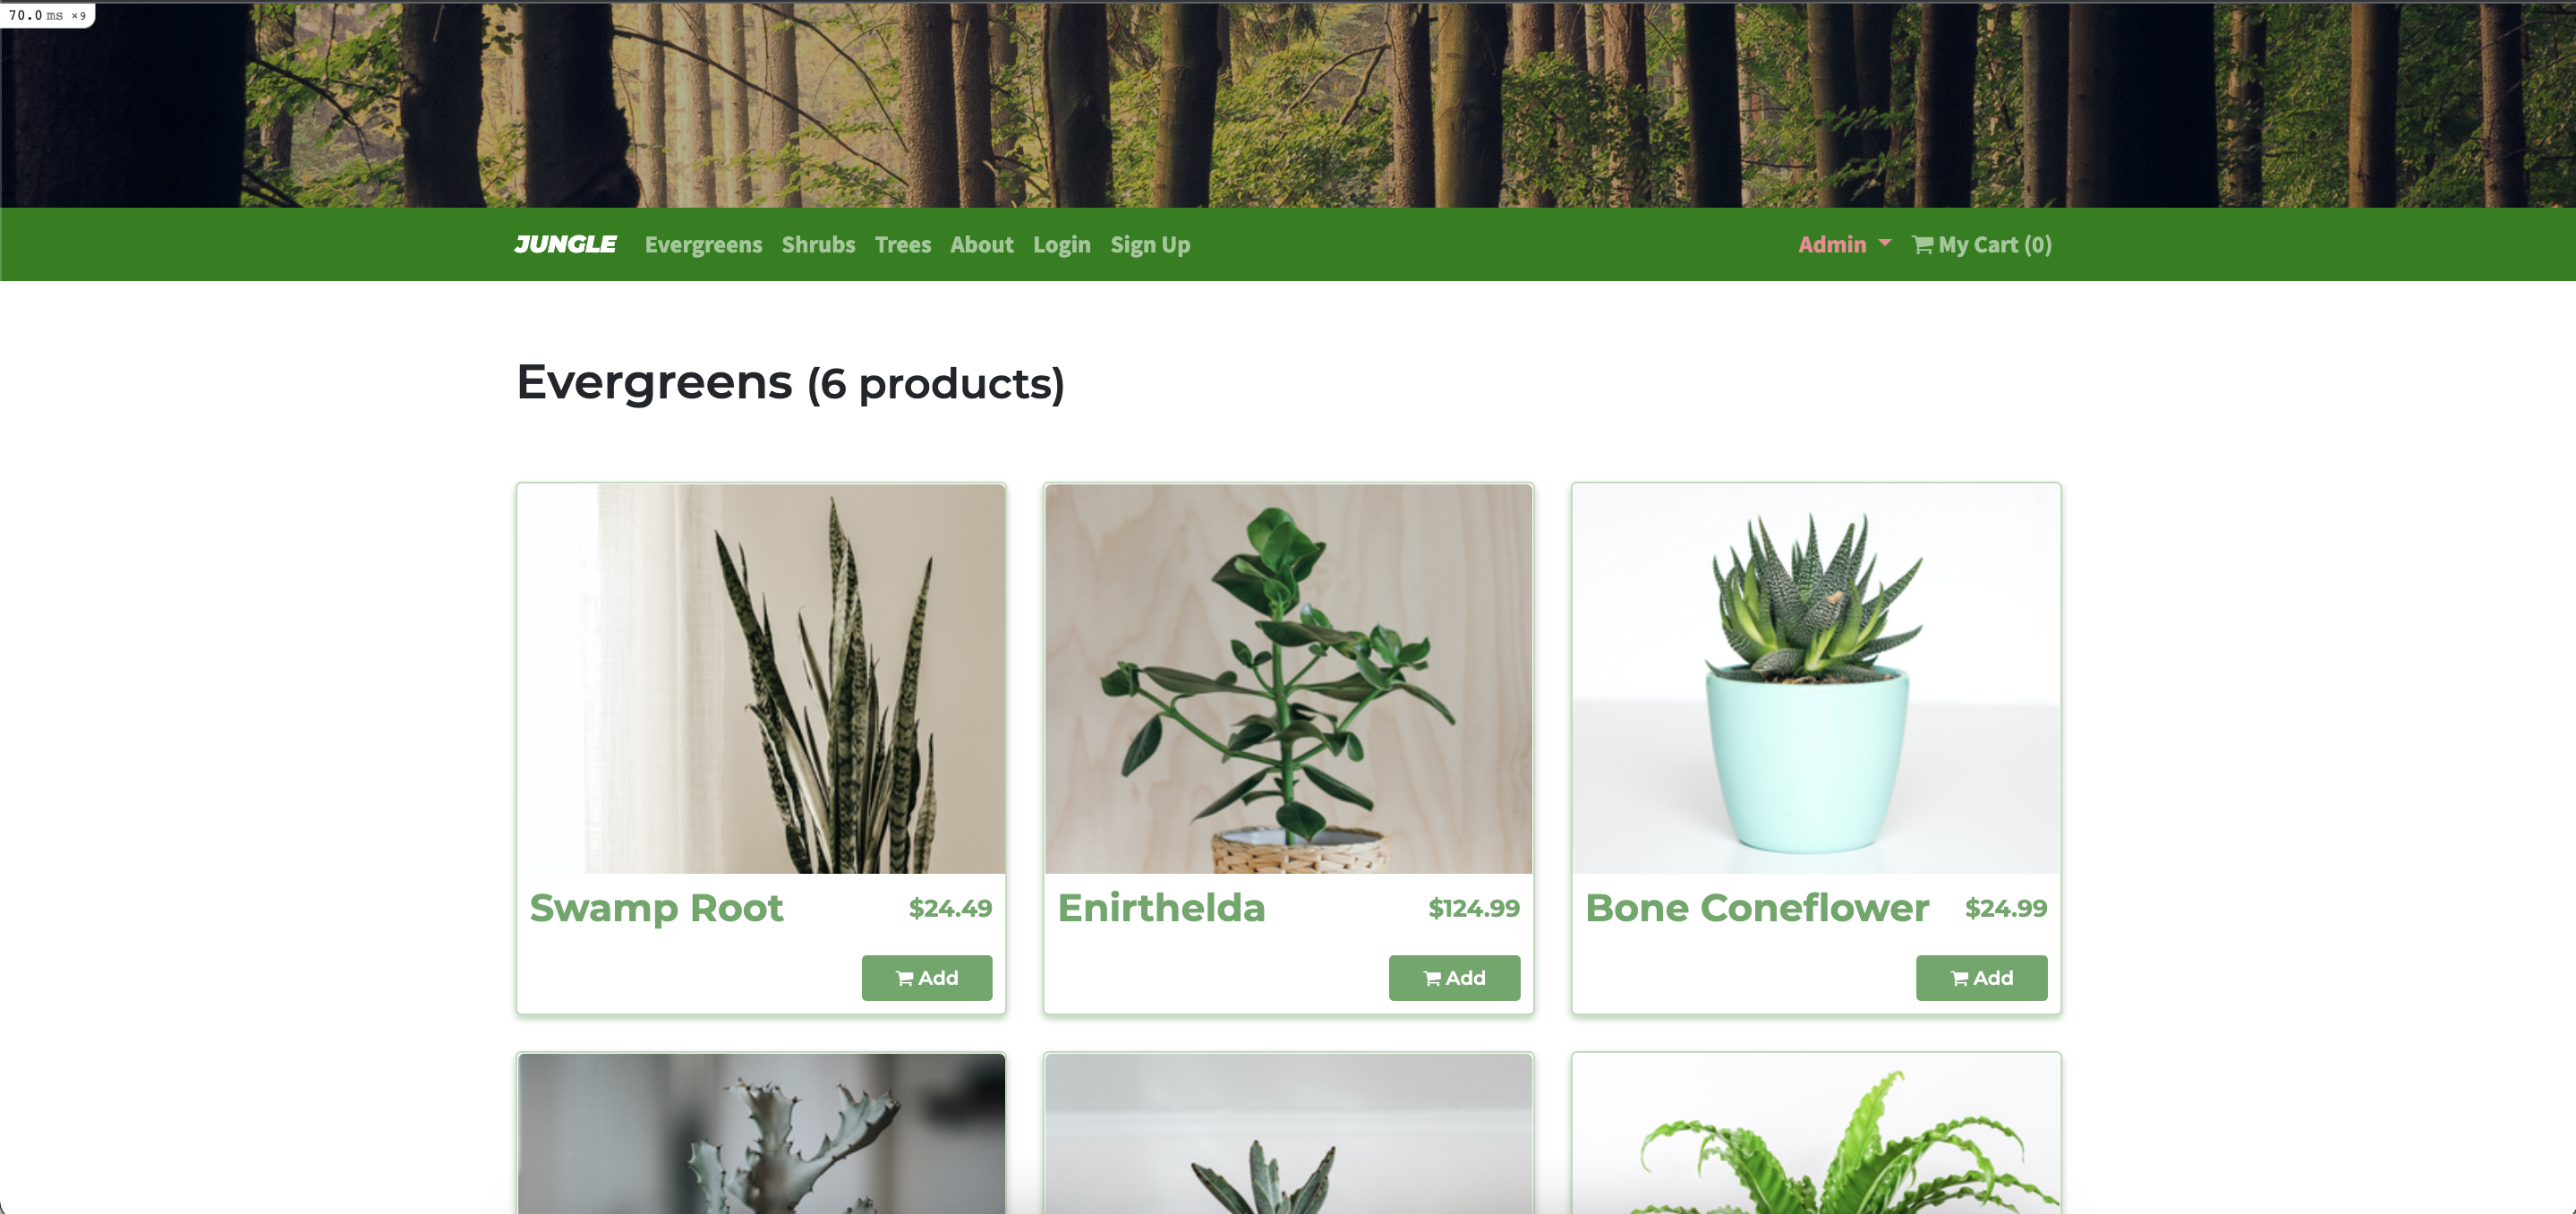 70.0 ms ×9
JUNGLE Evergreens Shrubs Trees About Login Sign Up Admin My Cart (0)
Evergreens (6 products)
Swamp Root $24.49
Add
Enirthelda $124.99
Add
Bone Coneflower $24.99
Add